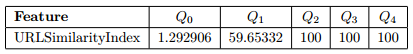 Feature Q0 Q1 Q2 Q3 Q4
URLSimilarityIndex 1.292906 59.65332 100 100 100